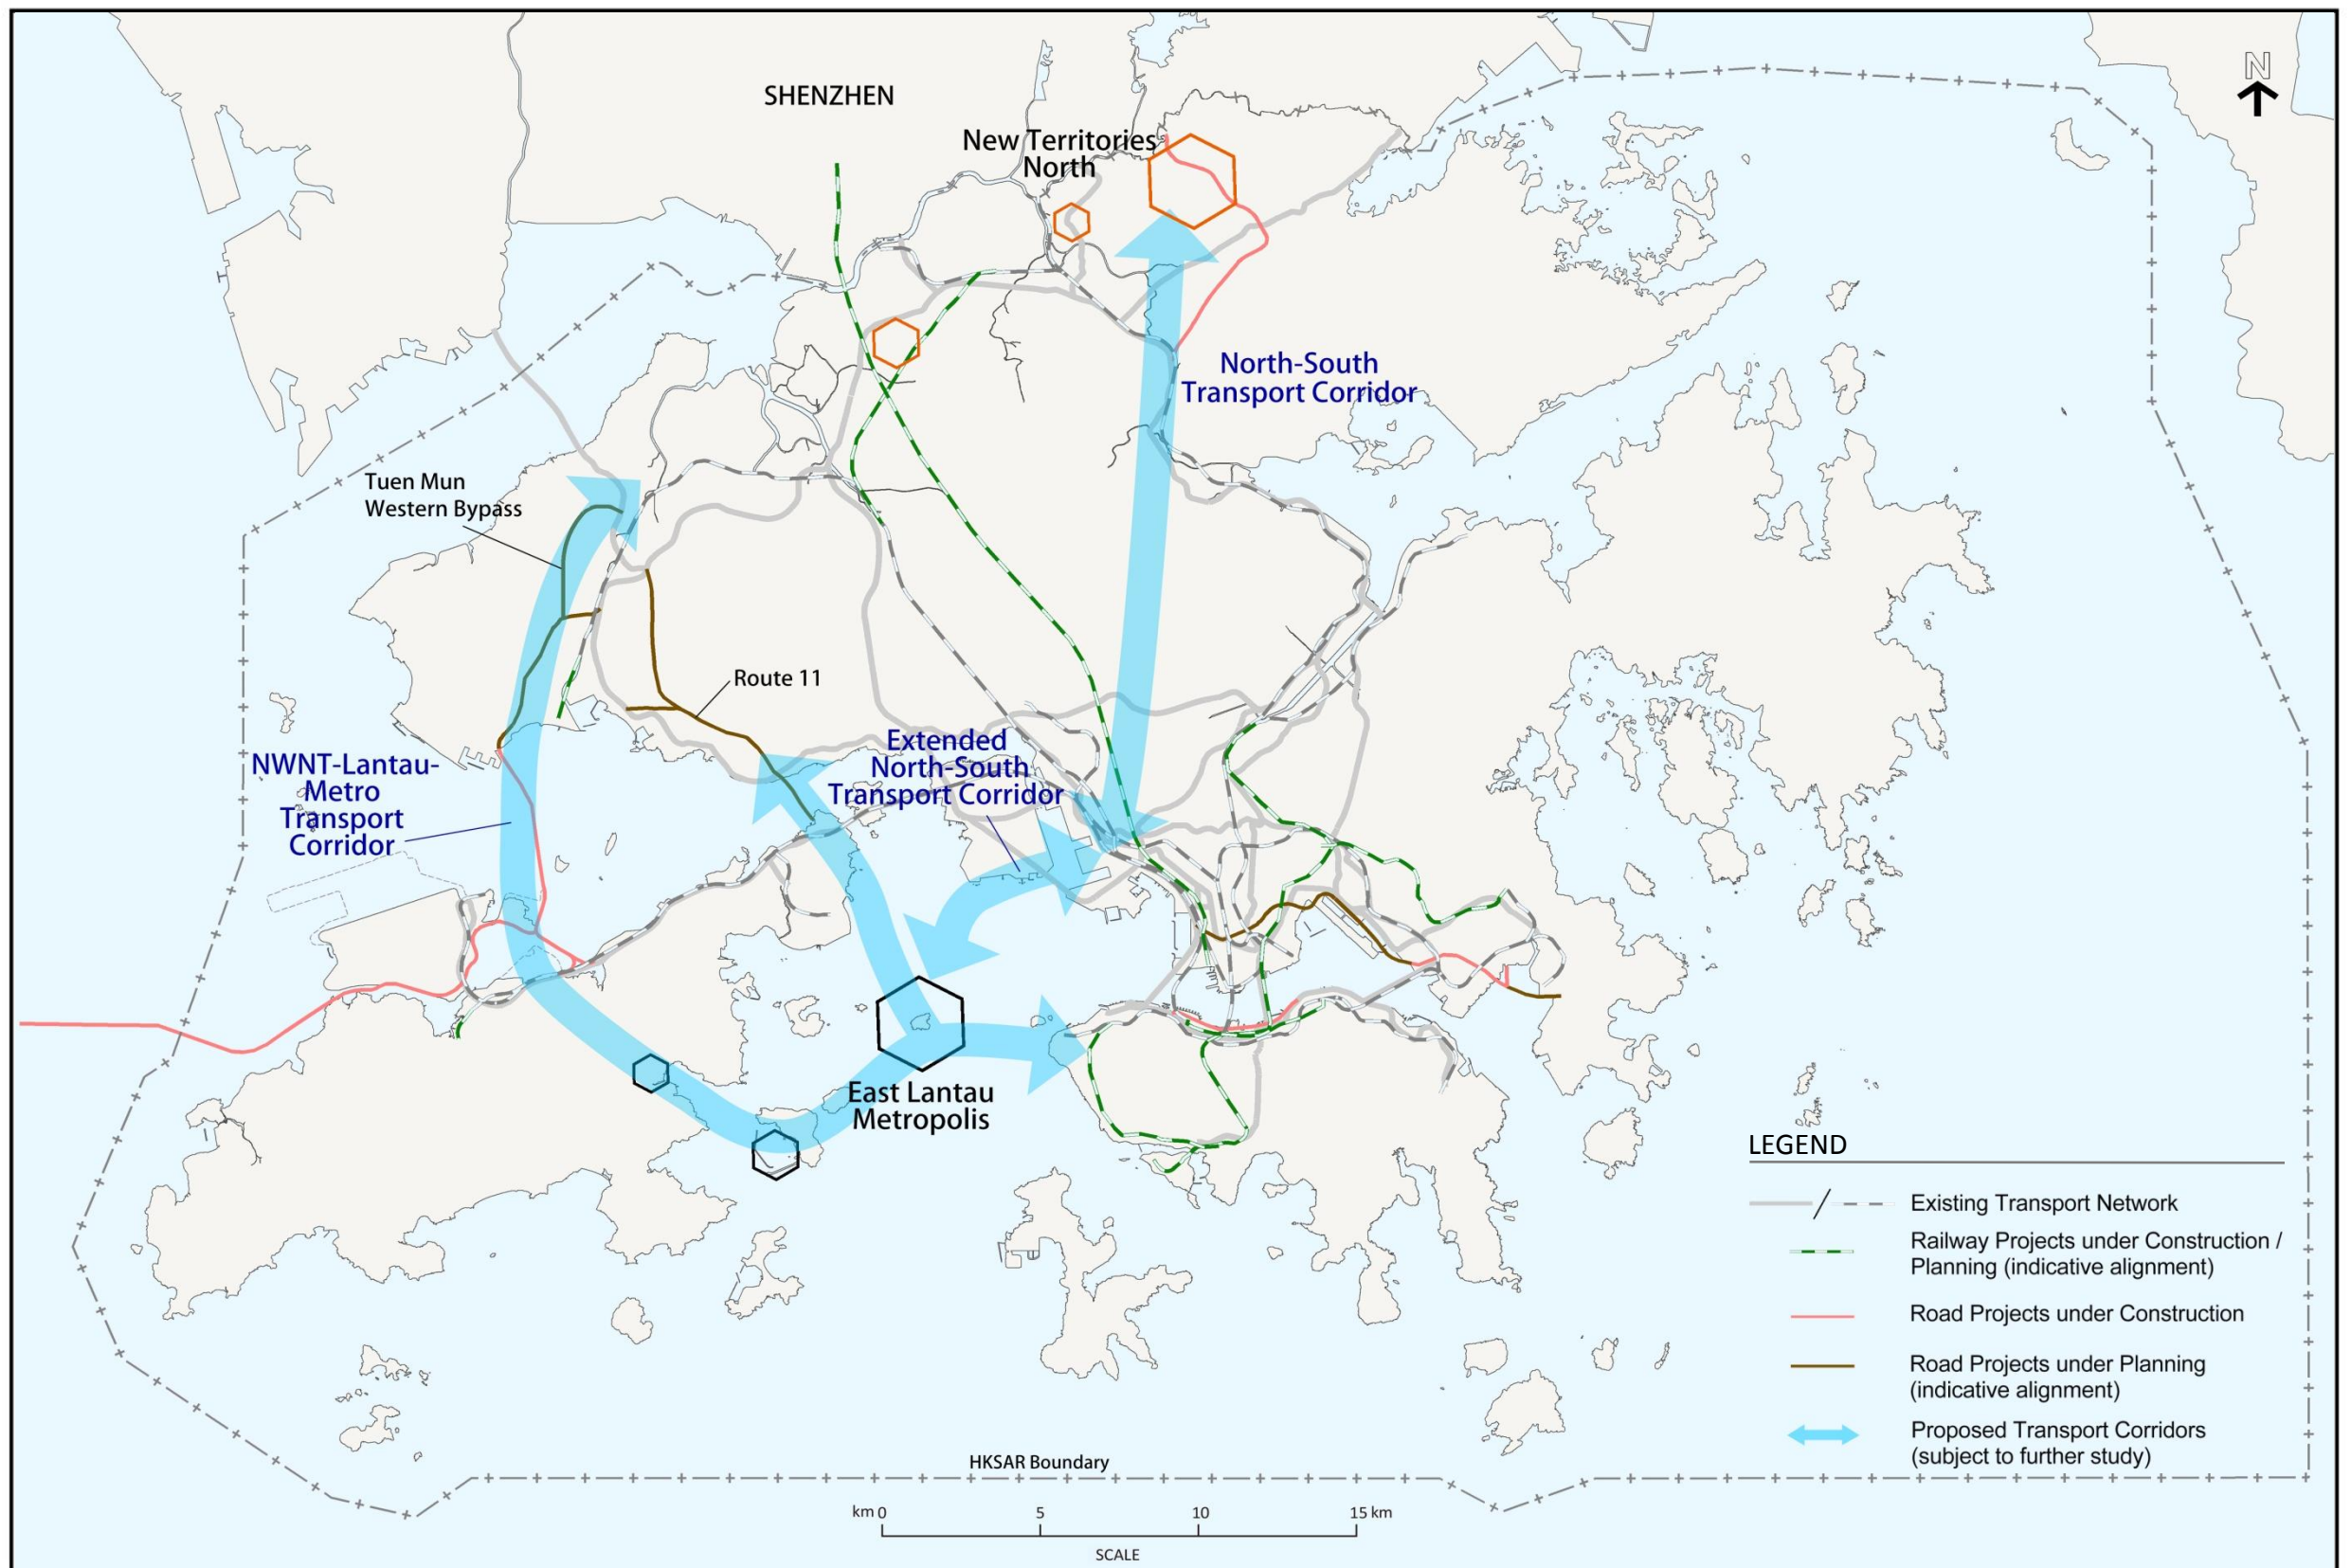 SHENZHEN
N
New Territories
North
North-South
Transport Corridor
Tuen Mun
Western Bypass
Route 11
Extended
North-South
Transport Corridor
NWNT-Lantau-
Metro
Transport
Corridor
East Lantau
Metropolis
LEGEND
Existing Transport Network
Railway Projects under Construction /
Planning (indicative alignment)
Road Projects under Construction
Road Projects under Planning
(indicative alignment)
Proposed Transport Corridors
(subject to further study)
HKSAR Boundary
km 0 5 10 15 km
SCALE